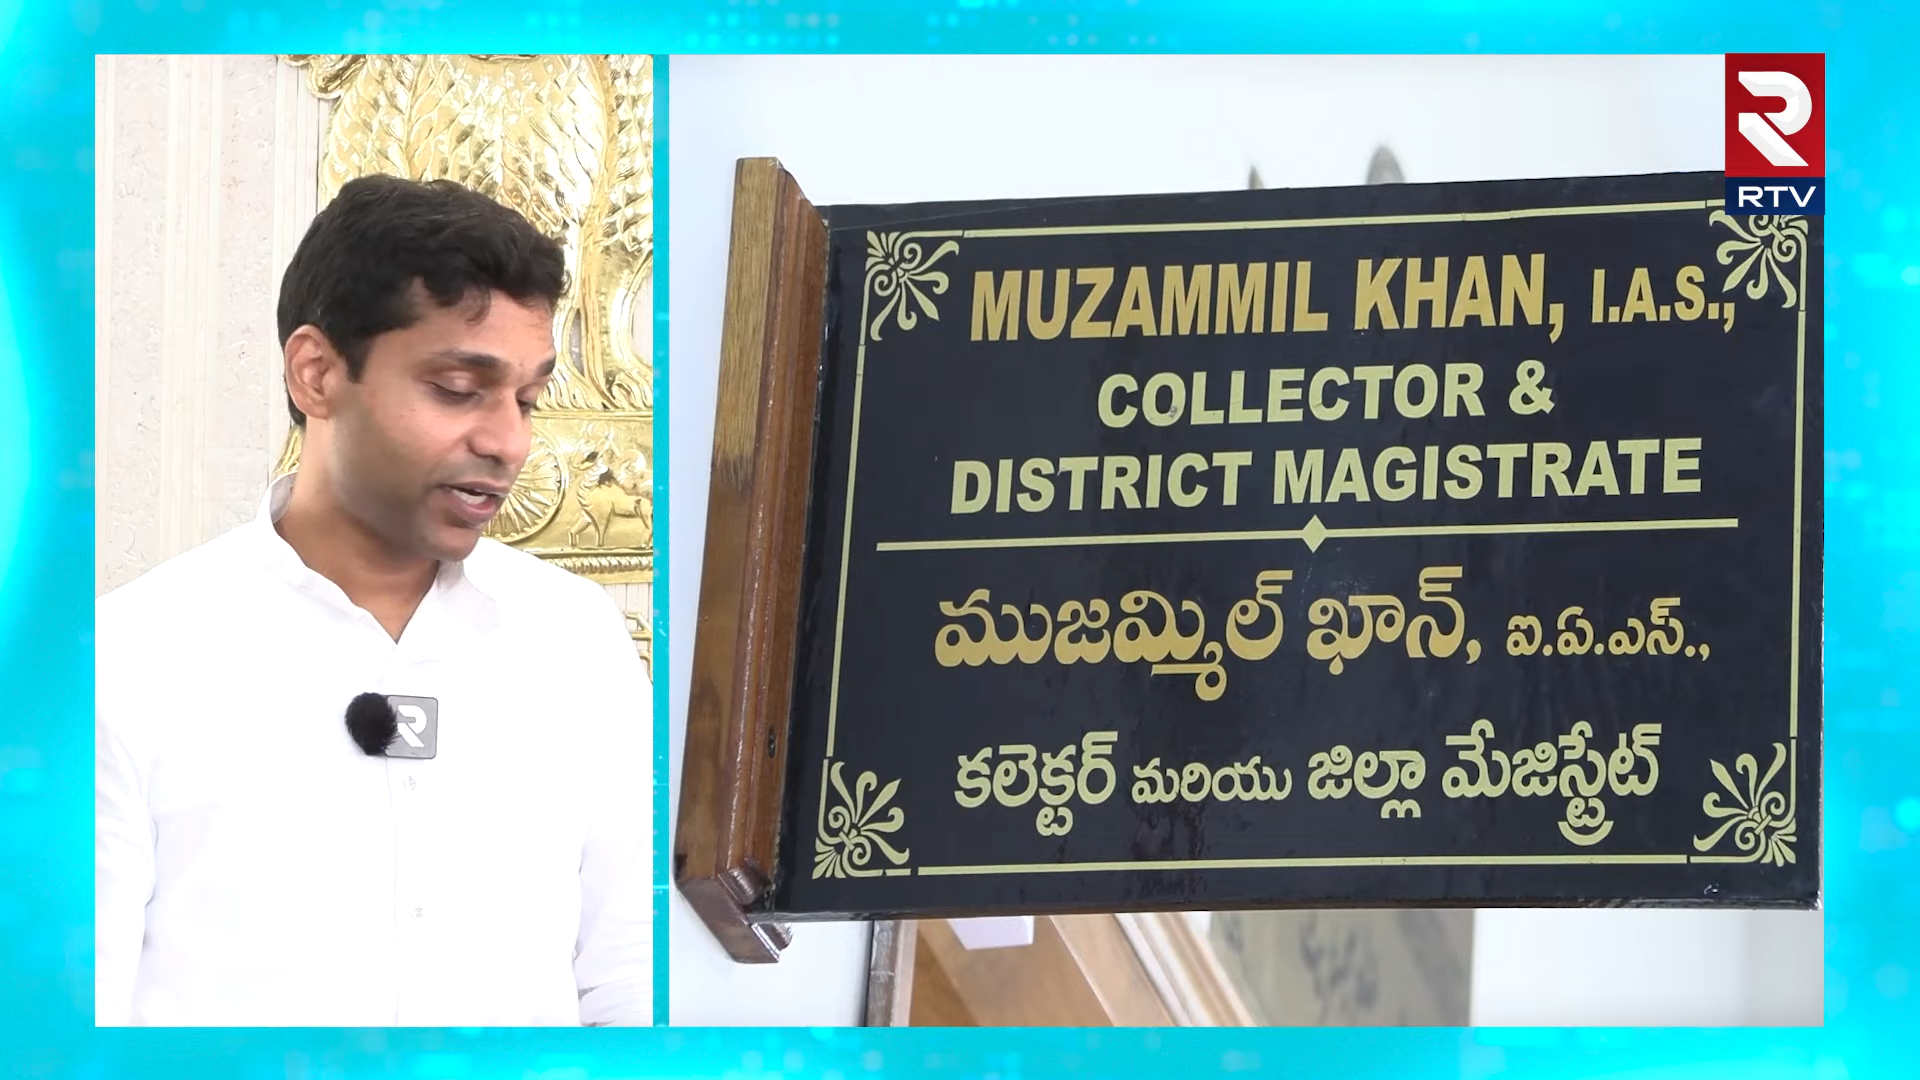 RTV
MUZAMMIL KHAN, I.A.S.,
COLLECTOR &
DISTRICT MAGISTRATE
ముజమ్మిల్ ఖాన్, ఐ.ఏ.ఎస్.,
కలెక్టర్ మరియు జిల్లా మేజిస్ట్రేట్
R